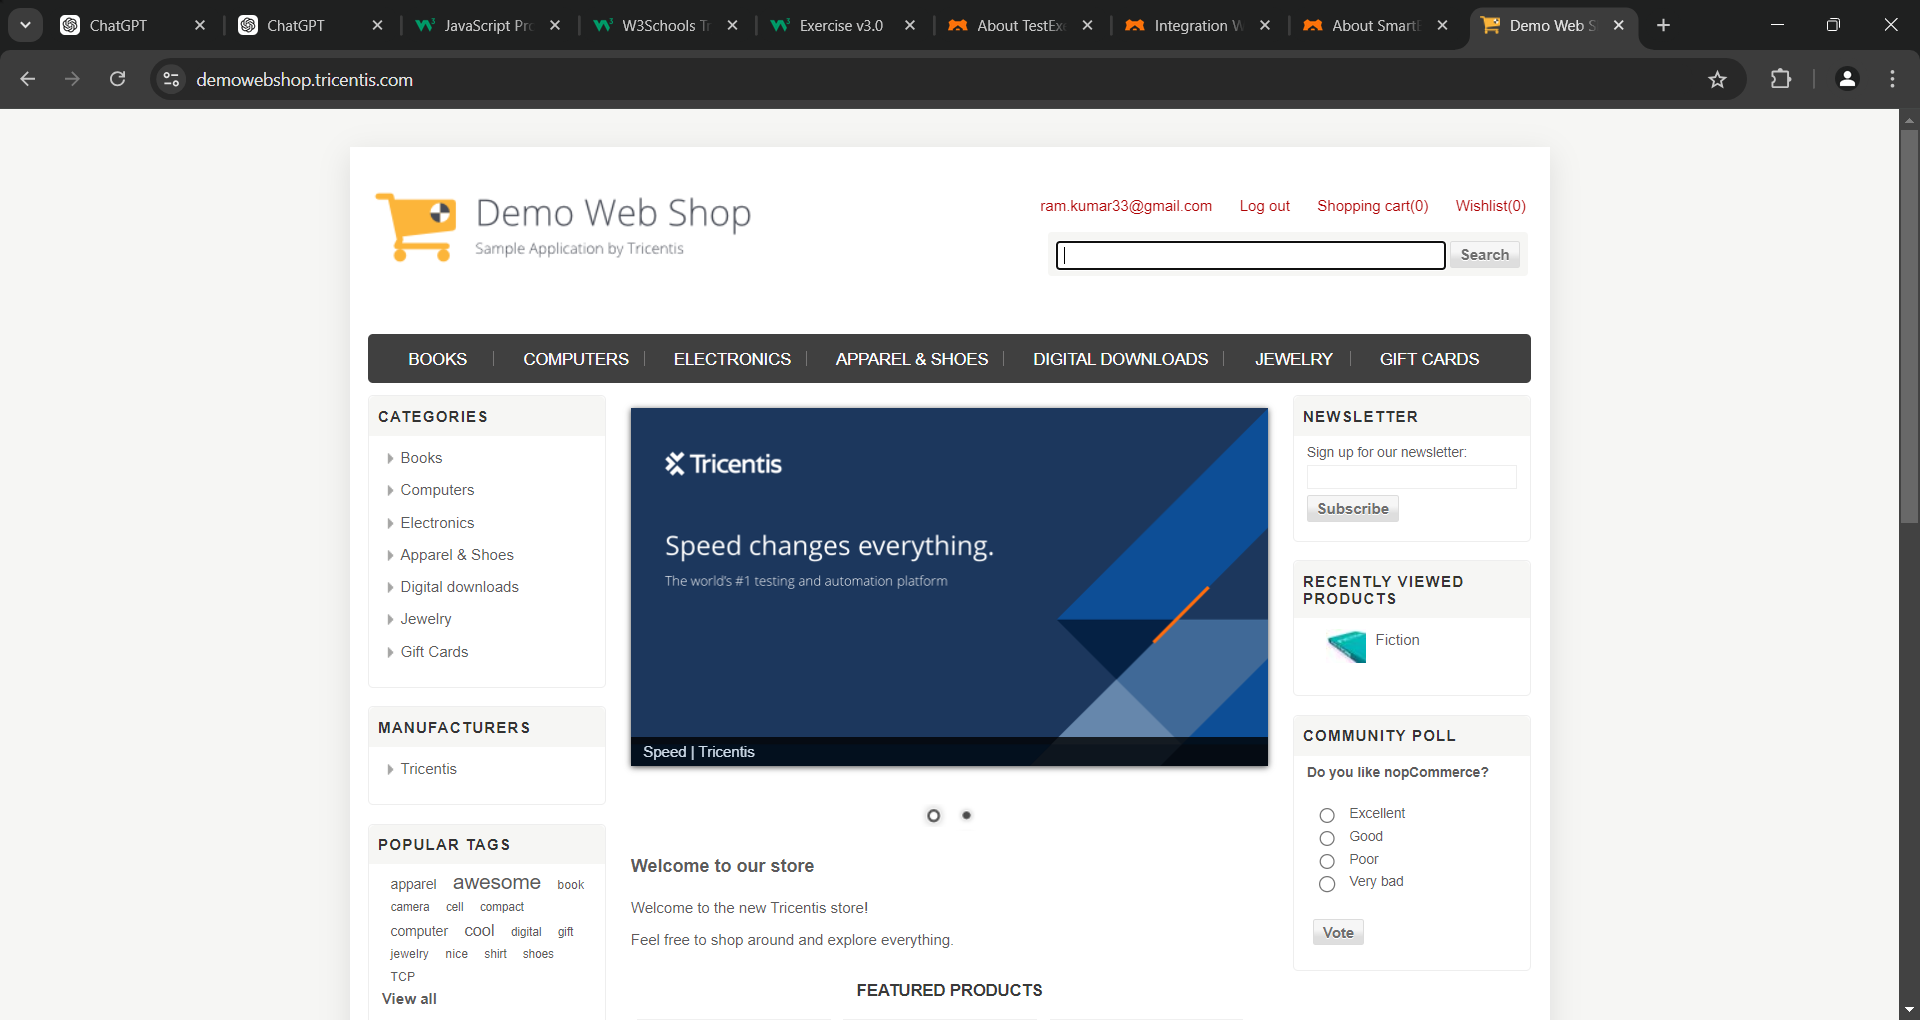 ChatGPT
ChatGPT
JavaScript Pr
W3Schools Tr
Exercise v3.0
About TestEx
Integration W
About SmartE
Demo Web S
demowebshop.tricentis.com
Demo Web Shop
Sample Application by Tricentis
ram.kumar33@gmail.com Log out Shopping cart(0) Wishlist(0)
Search
BOOKS COMPUTERS ELECTRONICS APPAREL & SHOES DIGITAL DOWNLOADS JEWELRY GIFT CARDS
CATEGORIES
Books
Computers
Electronics
Apparel & Shoes
Digital downloads
Jewelry
Gift Cards
MANUFACTURERS
Tricentis
POPULAR TAGS
apparel awesome book
camera cell compact
computer cool digital gift
jewelry nice shirt shoes
TCP
View all
Tricentis
Speed changes everything.
The world's #1 testing and automation platform
Speed | Tricentis
Welcome to our store
Welcome to the new Tricentis store!
Feel free to shop around and explore everything.
FEATURED PRODUCTS
NEWSLETTER
Sign up for our newsletter:
Subscribe
RECENTLY VIEWED
PRODUCTS
Fiction
COMMUNITY POLL
Do you like nopCommerce?
Excellent
Good
Poor
Very bad
Vote